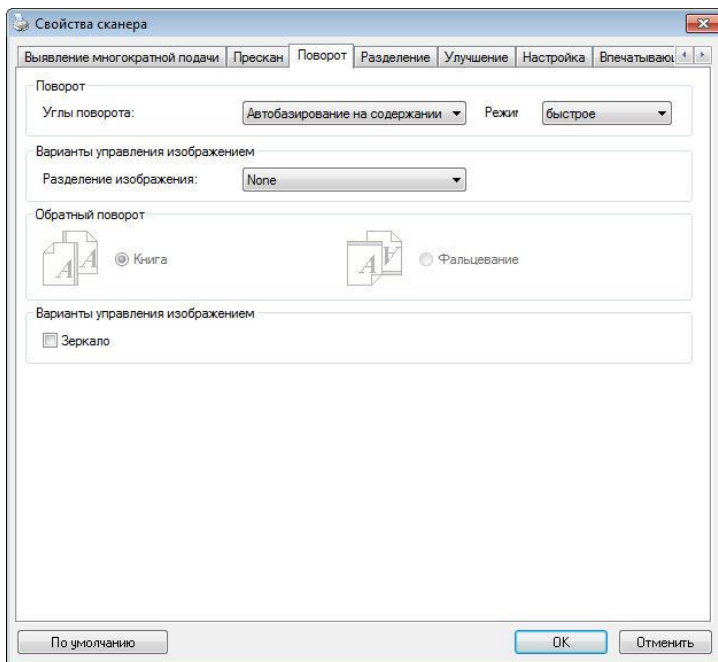 Свойства сканера
Выявление многократной подачи Прескан Поворот Разделение Улучшение Настройка Впечатывающ
Поворот
Углы поворота: Автобазирование на содержании Режи быстрое
Варианты управления изображением
Разделение изображения: None
Обратный поворот
A A Книга A A Фальцевание
Варианты управления изображением
Зеркало
По умолчанию OK Отменить